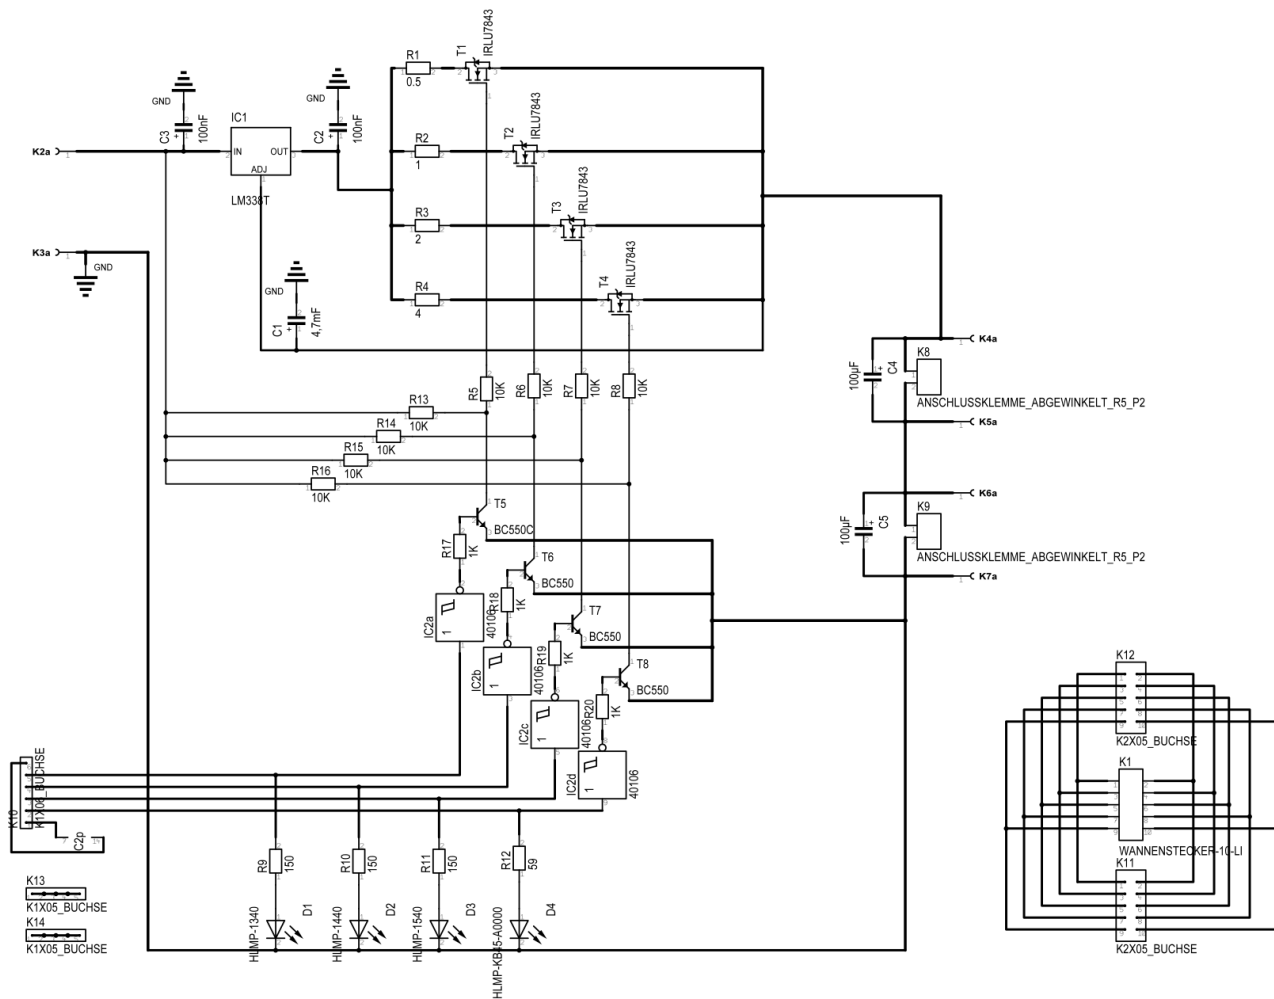 R1
0.5
T1
IRLU7843
GND
C3
100nF
GND
C2
100nF
IC1
IN
OUT
ADJ
LM338T
K2a
R2
1
T2
IRLU7843
R3
2
T3
IRLU7843
R4
4
T4
IRLU7843
K3a
GND
GND
C1
4,7mF
K4a
K8
C4
100µF
ANSCHLUSSKLEMME_ABGEWINKELT_R5_P2
K5a
R5
10K
R6
10K
R7
10K
R8
10K
R13
10K
R14
10K
R15
10K
R16
10K
K6a
K9
C5
100µF
ANSCHLUSSKLEMME_ABGEWINKELT_R5_P2
K7a
T5
BC550C
R17
1K
T6
BC550
R18
1K
T7
BC550
R19
1K
T8
BC550
R20
1K
IC2a
1
40106
IC2b
1
40106
IC2c
1
40106
IC2d
1
40106
K12
K2X05_BUCHSE
K1
WANNENSTECKER-10-LI
K11
K2X05_BUCHSE
K10
K1X06_BUCHSE
C2p
R9
150
R10
150
R11
150
R12
59
K13
K1X05_BUCHSE
K14
K1X05_BUCHSE
D1
HLMP-1340
D2
HLMP-1440
D3
HLMP-1540
D4
HLMP-KB45-A0000